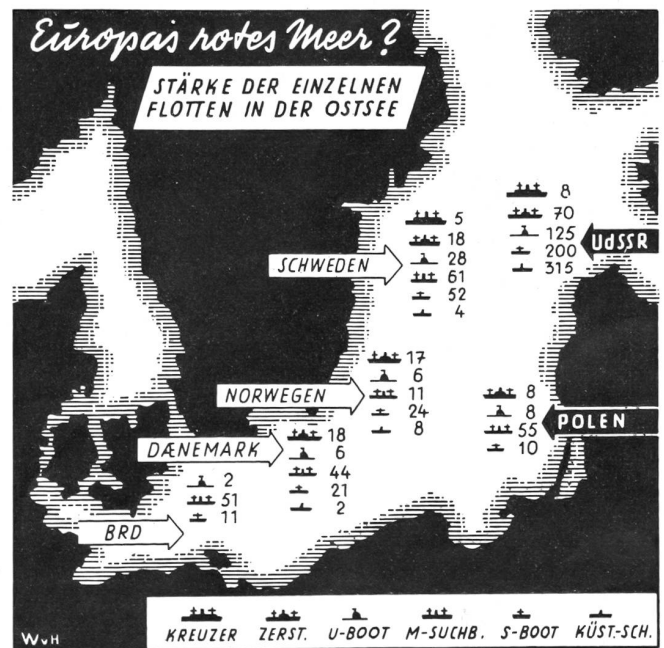 Europa's rotes Meer?
STÄRKE DER EINZELNEN
FLOTTEN IN DER OSTSEE
8
70
125
200
315
UdSSR
5
18
28
61
52
4
SCHWEDEN
17
6
11
24
8
NORWEGEN
8
8
55
10
POLEN
18
6
44
21
2
DÆNEMARK
2
51
11
BRD
KREUZER ZERST. U-BOOT M-SUCHB. S-BOOT KÜST.-SCH.
WvH